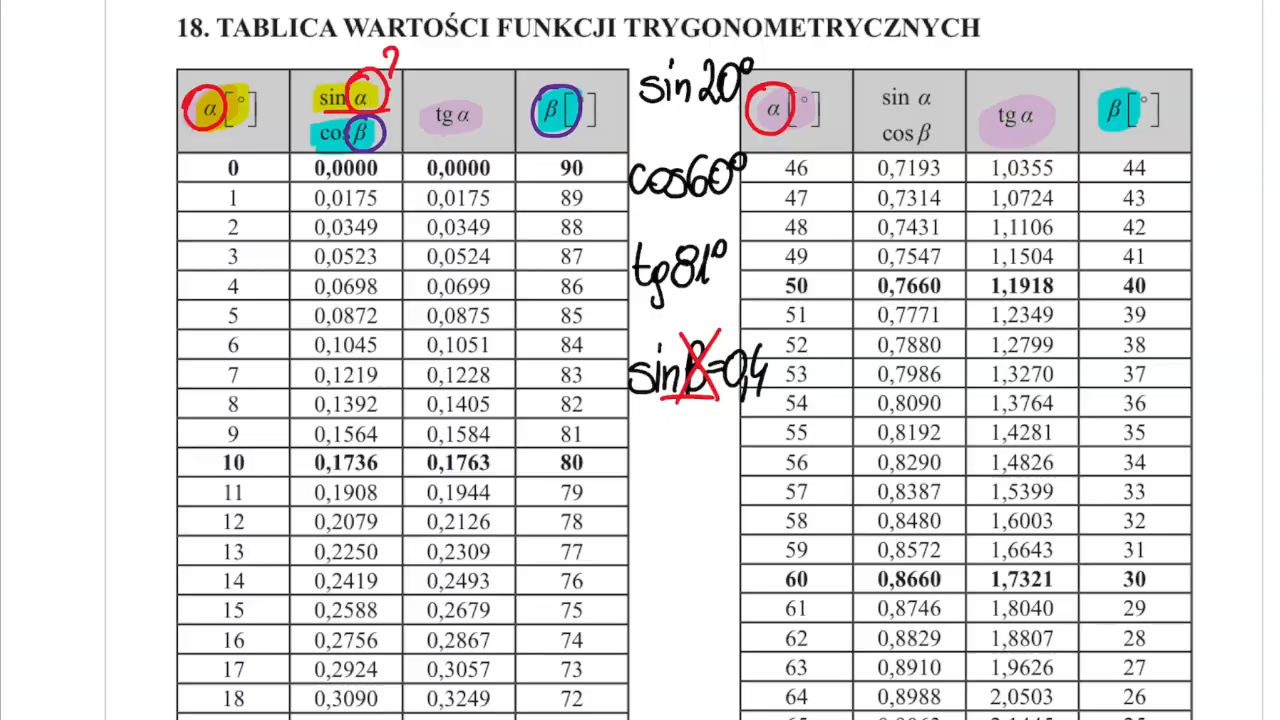 18. TABLICA WARTOŚCI FUNKCJI TRYGONOMETRYCZNYCH
α [°] sin α cos β tg α β [ ]
0 0,0000 0,0000 90
1 0,0175 0,0175 89
2 0,0349 0,0349 88
3 0,0523 0,0524 87
4 0,0698 0,0699 86
5 0,0872 0,0875 85
6 0,1045 0,1051 84
7 0,1219 0,1228 83
8 0,1392 0,1405 82
9 0,1564 0,1584 81
10 0,1736 0,1763 80
11 0,1908 0,1944 79
12 0,2079 0,2126 78
13 0,2250 0,2309 77
14 0,2419 0,2493 76
15 0,2588 0,2679 75
16 0,2756 0,2867 74
17 0,2924 0,3057 73
18 0,3090 0,3249 72
?
sin 20°
cos 60°
tg 81°
sin β = 0,4
α [°] sin α cos β tg α β [°]
46 0,7193 1,0355 44
47 0,7314 1,0724 43
48 0,7431 1,1106 42
49 0,7547 1,1504 41
50 0,7660 1,1918 40
51 0,7771 1,2349 39
52 0,7880 1,2799 38
53 0,7986 1,3270 37
54 0,8090 1,3764 36
55 0,8192 1,4281 35
56 0,8290 1,4826 34
57 0,8387 1,5399 33
58 0,8480 1,6003 32
59 0,8572 1,6643 31
60 0,8660 1,7321 30
61 0,8746 1,8040 29
62 0,8829 1,8807 28
63 0,8910 1,9626 27
64 0,8988 2,0503 26